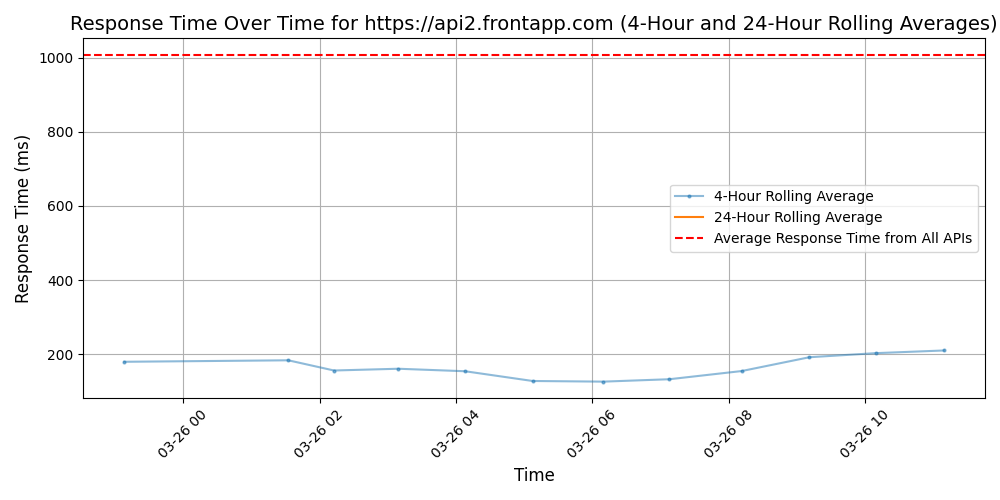 Response Time Over Time for https://api2.frontapp.com (4-Hour and 24-Hour Rolling Averages)
Response Time (ms)
1000
800
600
400
200
4-Hour Rolling Average
24-Hour Rolling Average
Average Response Time from All APIs
03-26 00
03-26 02
03-26 04
03-26 06
03-26 08
03-26 10
Time